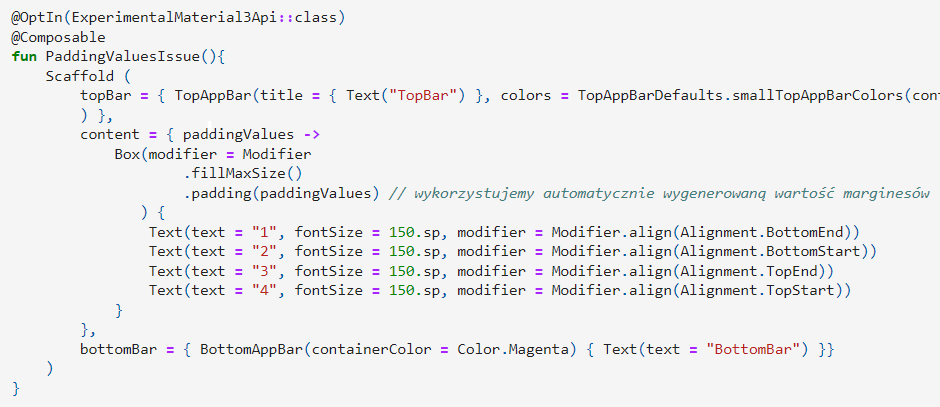 @OptIn(ExperimentalMaterial3Api::class)
@Composable
fun PaddingValuesIssue(){
    Scaffold (
        topBar = { TopAppBar(title = { Text("TopBar") }, colors = TopAppBarDefaults.smallTopAppBarColors(
        ) },
        content = { paddingValues ->
            Box(modifier = Modifier
                    .fillMaxSize()
                    .padding(paddingValues) // wykorzystujemy automatycznie wygenerowaną wartość marginesów
               ) {
                Text(text = "1", fontSize = 150.sp, modifier = Modifier.align(Alignment.BottomEnd))
                Text(text = "2", fontSize = 150.sp, modifier = Modifier.align(Alignment.BottomStart))
                Text(text = "3", fontSize = 150.sp, modifier = Modifier.align(Alignment.TopEnd))
                Text(text = "4", fontSize = 150.sp, modifier = Modifier.align(Alignment.TopStart))
            }
        },
        bottomBar = { BottomAppBar(containerColor = Color.Magenta) { Text(text = "BottomBar") }}
    )
}